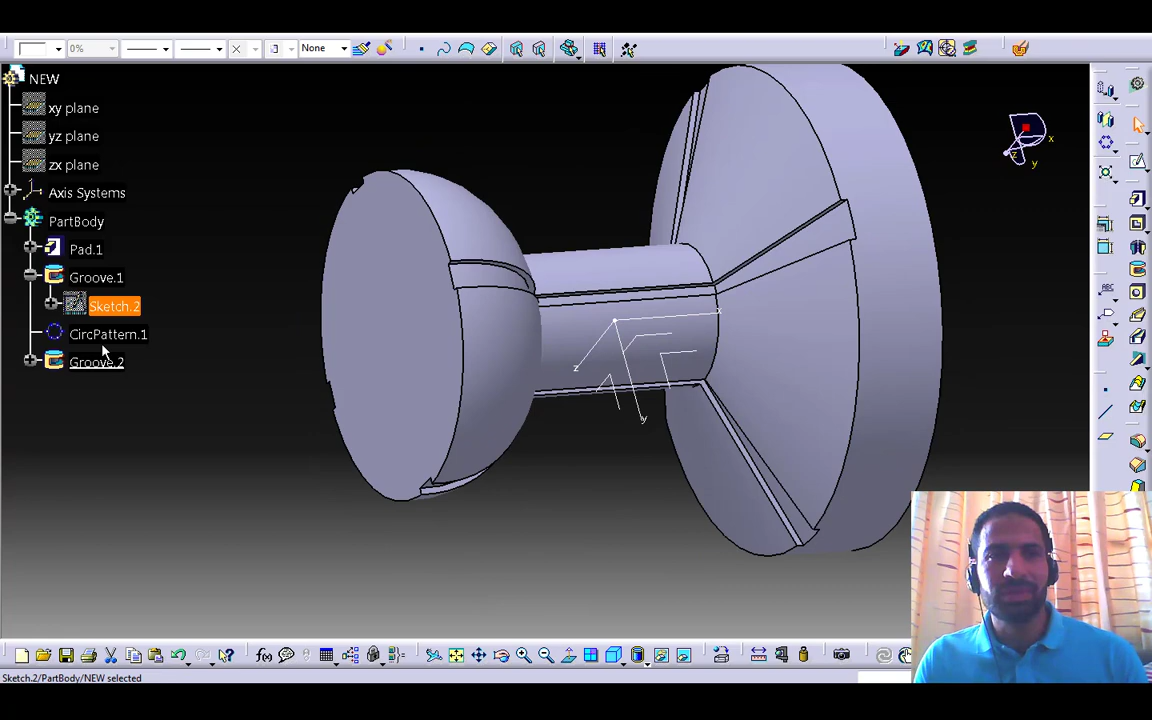 0%
None
NEW
xy plane
yz plane
zx plane
Axis Systems
PartBody
Pad.1
Groove.1
Sketch.2
CircPattern.1
Groove.2
x
z
y
z
y
f(x)
ABC
Sketch.2/PartBody/NEW selected